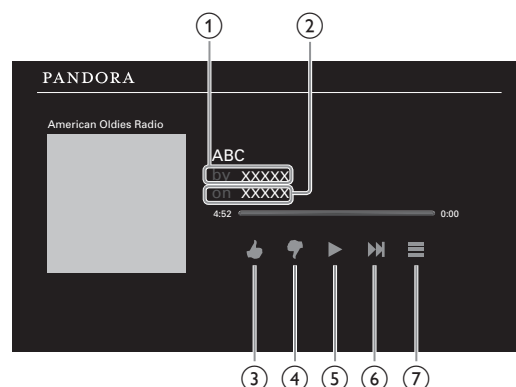 ① ②
PANDORA
American Oldies Radio
ABC
by XXXXX
on XXXXX
4:52 0:00
③ ④ ⑤ ⑥ ⑦